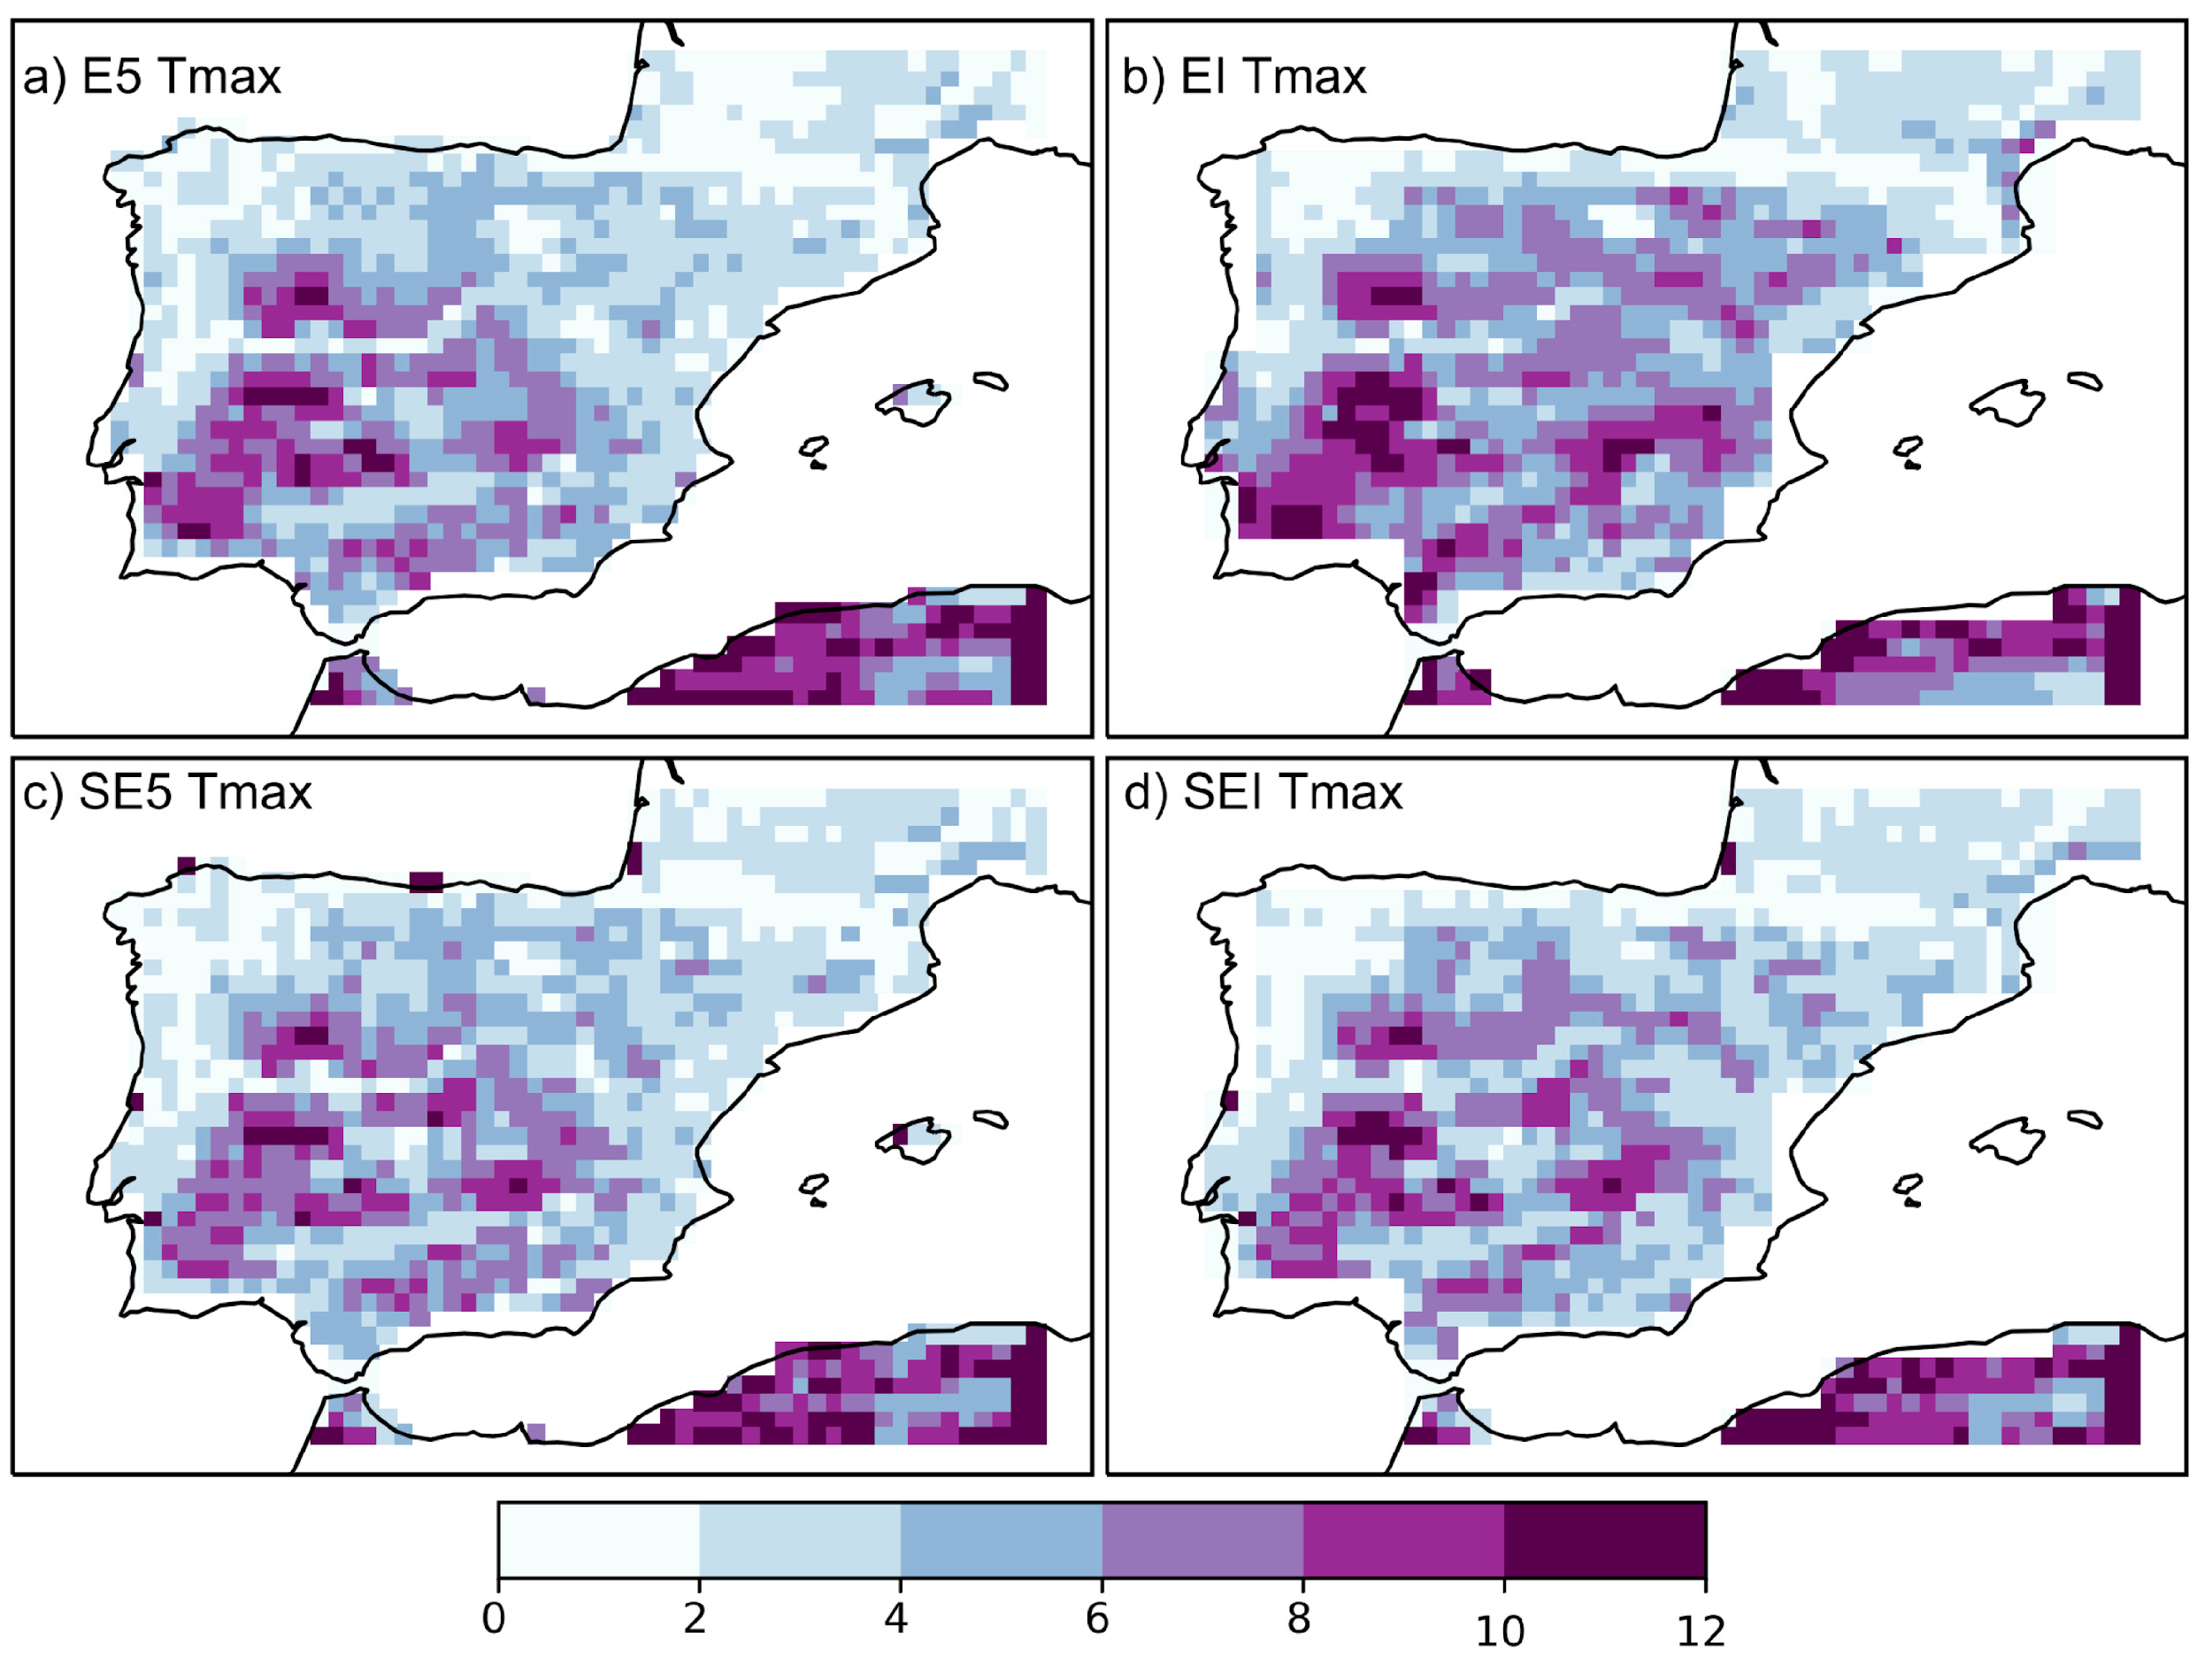 a) E5 Tmax
b) EI Tmax
c) SE5 Tmax
d) SEI Tmax
0 2 4 6 8 10 12